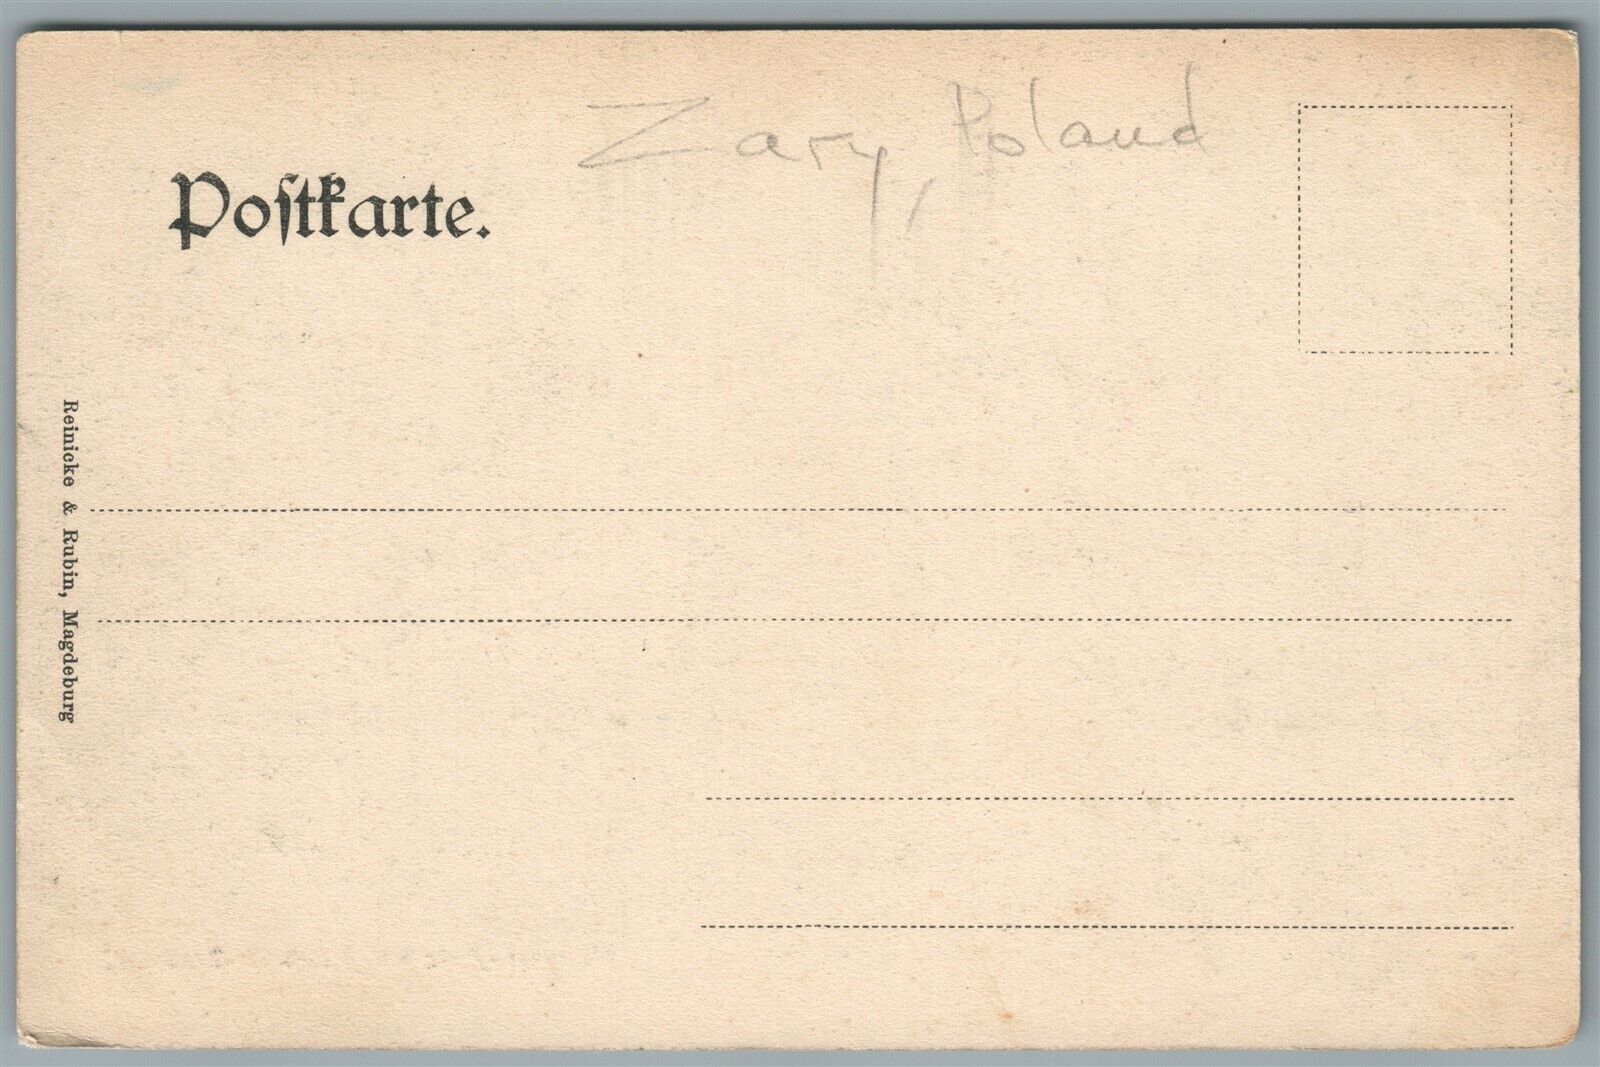 Zary, Poland
Poſtkarte.
Reinicke & Rubin, Magdeburg